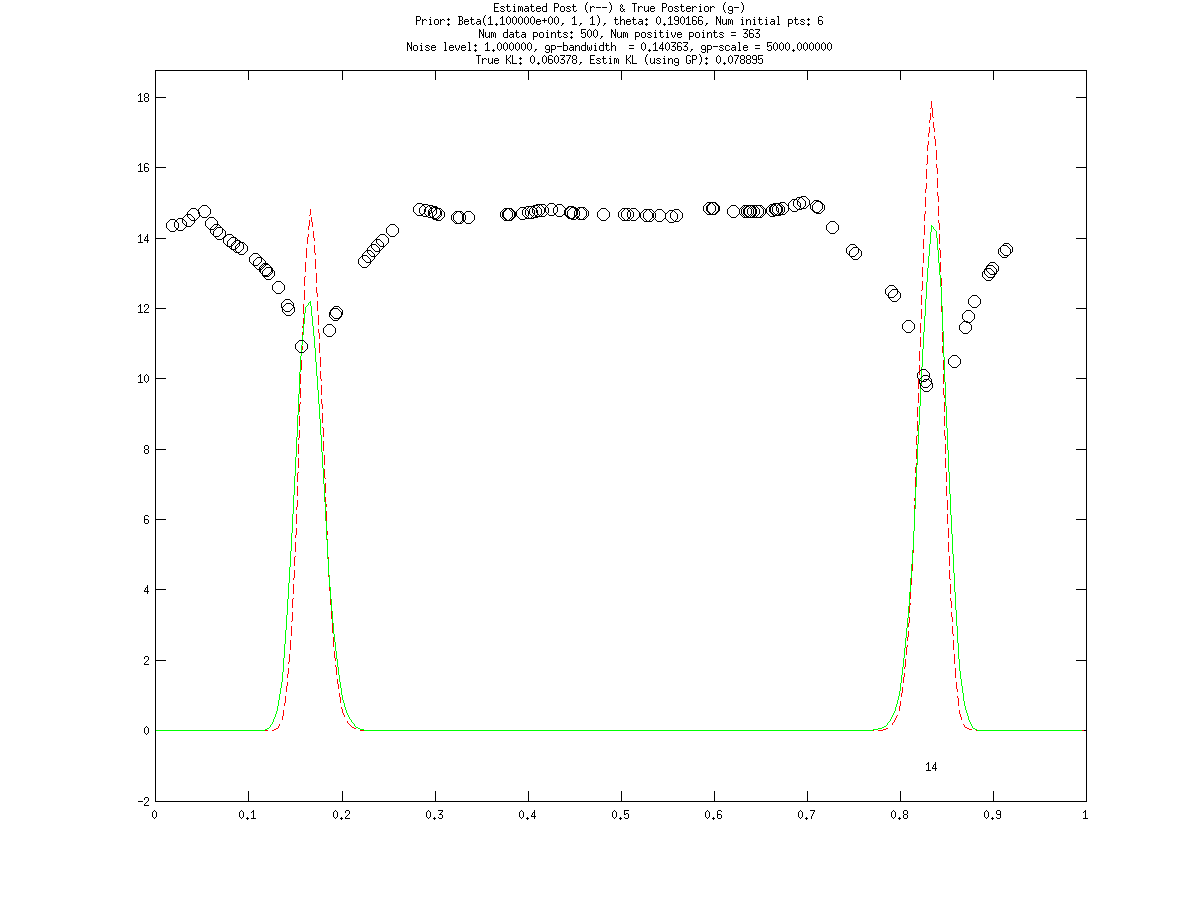 Estimated Post (r--) & True Posterior (g-)
Prior: Beta(1.100000e+00, 1, 1), theta: 0.190166, Num initial pts: 6
Num data points: 500, Num positive points = 363
Noise level: 1.000000, gp-bandwidth  = 0.140363, gp-scale = 5000.000000
True KL: 0.060378, Estim KL (using GP): 0.078895
18
16
14
12
10
8
6
4
2
0
14
-2
0 0.1 0.2 0.3 0.4 0.5 0.6 0.7 0.8 0.9 1